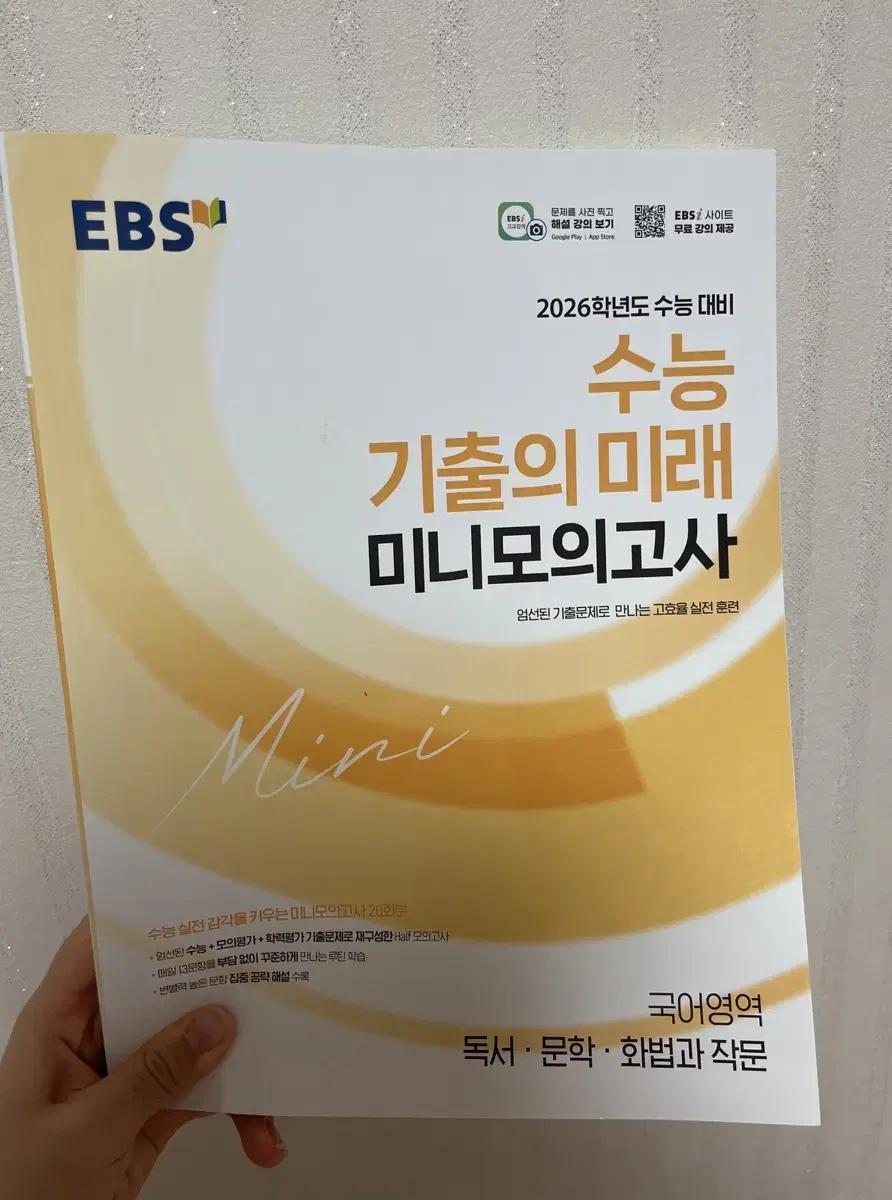 EBS
EBSi
고교강의
문제를 사진 찍고
해설 강의 보기
Google Play | App Store
EBSi 사이트
무료 강의 제공
2026학년도 수능 대비
수능
기출의 미래
미니모의고사
엄선된 기출문제로 만나는 고효율 실전 훈련
Mini
수능 실전 감각을 키우는 미니모의고사 20회분
· 엄선된 수능 + 모의평가 + 학력평가 기출문제로 재구성한 Half 모의고사
· 매일 13문항을 부담 없이 꾸준하게 만나는 루틴 학습
· 변별력 높은 문항 집중 공략 해설 수록
국어영역
독서 · 문학 · 화법과 작문